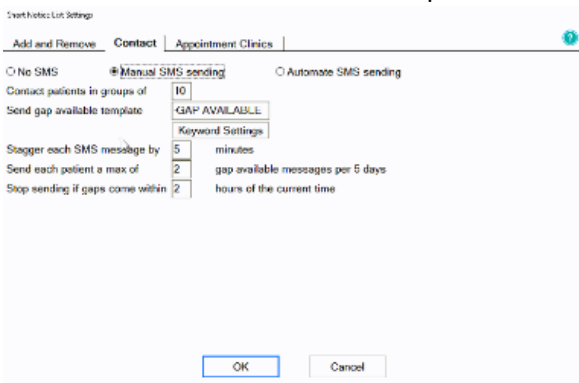 Short Notice List Settings
Add and Remove Contact Appointment Clinics
?
No SMS Manual SMS sending Automate SMS sending
Contact patients in groups of 10
Send gap available template GAP AVAILABLE
Keyword Settings
Stagger each SMS message by 5 minutes
Send each patient a max of 2 gap available messages per 5 days
Stop sending if gaps come within 2 hours of the current time
OK Cancel